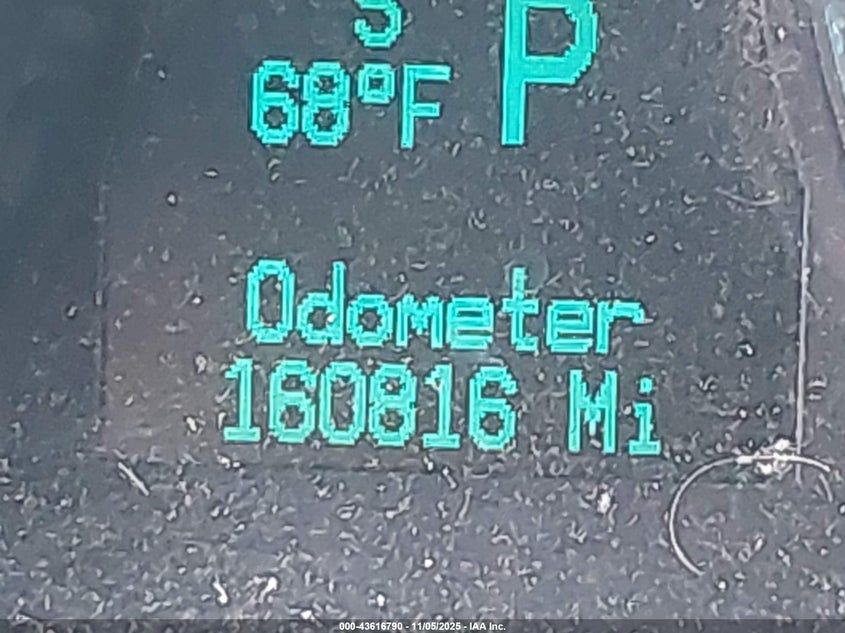 S
68°F P
Odometer
160816 Mi
000-43616790 - 11/05/2025 - IAA Inc.